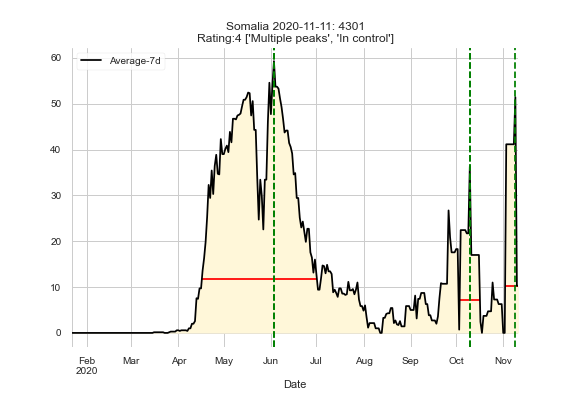 Somalia 2020-11-11: 4301
Rating:4 ['Multiple peaks', 'In control']
Average-7d
60
50
40
30
20
10
0
Feb Mar Apr May Jun Jul Aug Sep Oct Nov
2020
Date